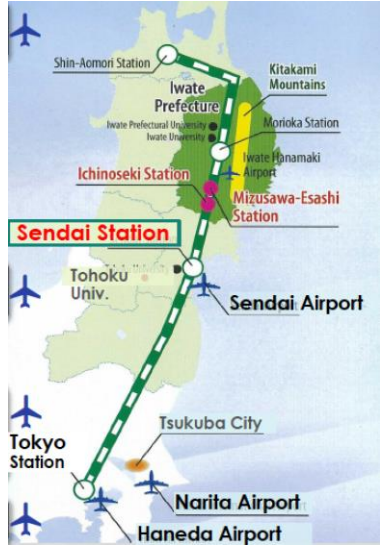 Shin-Aomori Station
Kitakami
Mountains
Iwate
Prefecture
Iwate Prefectural University
Iwate University
Morioka Station
Iwate Hanamaki
Airport
Ichinoseki Station
Mizusawa-Esashi
Station
Sendai Station
Tohoku
Univ.
Sendai Airport
Tsukuba City
Tokyo
Station
Narita Airport
Haneda Airport